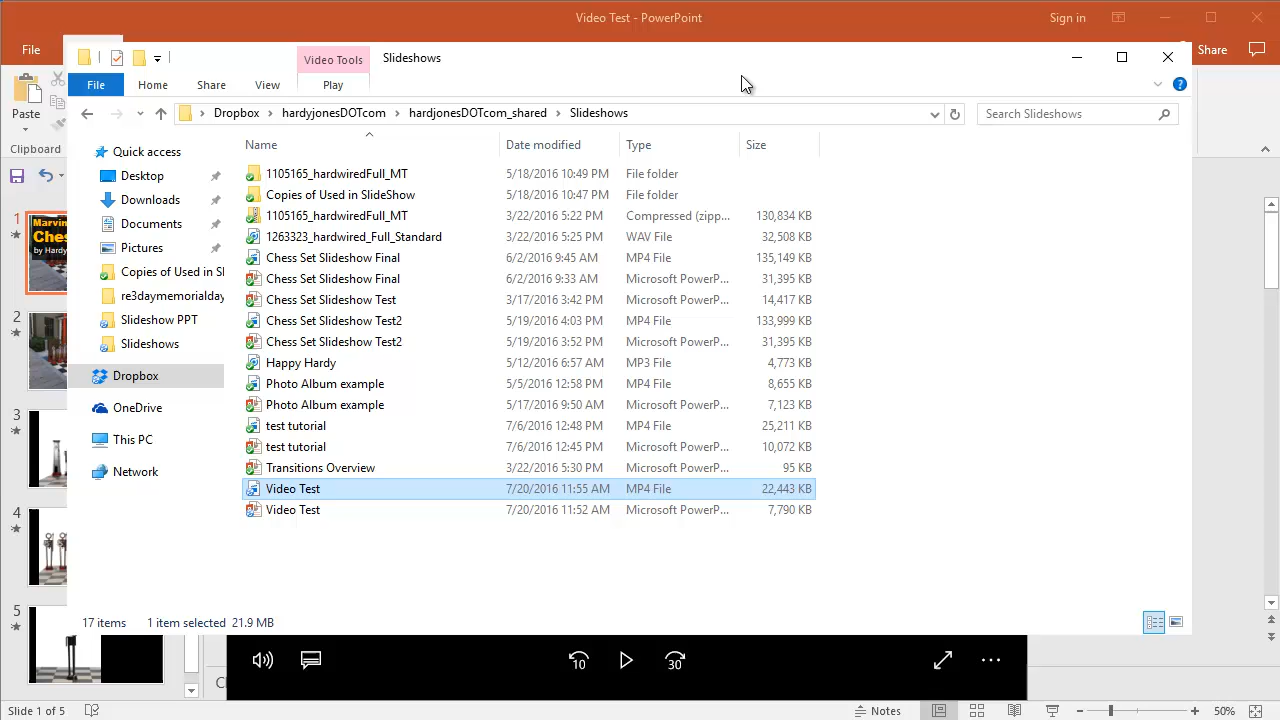 Video Test - PowerPoint
Sign in
File
Share
Video Tools
Slideshows
File
Home
Share
View
Play
Paste
Clipboard
Dropbox
hardyjonesDOTcom
hardjonesDOTcom_shared
Slideshows
Search Slideshows
Name
Date modified
Type
Size
Quick access
Desktop
Downloads
Documents
Pictures
Copies of Used in Sl
re3daymemorialday
Slideshow PPT
Slideshows
Dropbox
OneDrive
This PC
Network
1105165_hardwiredFull_MT 5/18/2016 10:49 PM File folder
Copies of Used in SlideShow 5/18/2016 10:47 PM File folder
1105165_hardwiredFull_MT 3/22/2016 5:22 PM Compressed (zipp... 80,834 KB
1263323_hardwired_Full_Standard 3/22/2016 5:25 PM WAV File 32,508 KB
Chess Set Slideshow Final 6/2/2016 9:45 AM MP4 File 135,149 KB
Chess Set Slideshow Final 6/2/2016 9:33 AM Microsoft PowerP... 31,395 KB
Chess Set Slideshow Test 3/17/2016 3:42 PM Microsoft PowerP... 14,417 KB
Chess Set Slideshow Test2 5/19/2016 4:03 PM MP4 File 133,999 KB
Chess Set Slideshow Test2 5/19/2016 3:52 PM Microsoft PowerP... 31,395 KB
Happy Hardy 5/12/2016 6:57 AM MP3 File 4,773 KB
Photo Album example 5/5/2016 12:58 PM MP4 File 8,655 KB
Photo Album example 5/17/2016 9:50 AM Microsoft PowerP... 7,123 KB
test tutorial 7/6/2016 12:48 PM MP4 File 25,211 KB
test tutorial 7/6/2016 12:45 PM Microsoft PowerP... 10,072 KB
Transitions Overview 3/22/2016 5:30 PM Microsoft PowerP... 95 KB
Video Test 7/20/2016 11:55 AM MP4 File 22,443 KB
Video Test 7/20/2016 11:52 AM Microsoft PowerP... 7,790 KB
1
Marvin
Ches
by Hardy
2
3
4
5
17 items 1 item selected 21.9 MB
10
30
Cl
Slide 1 of 5
Notes
50%